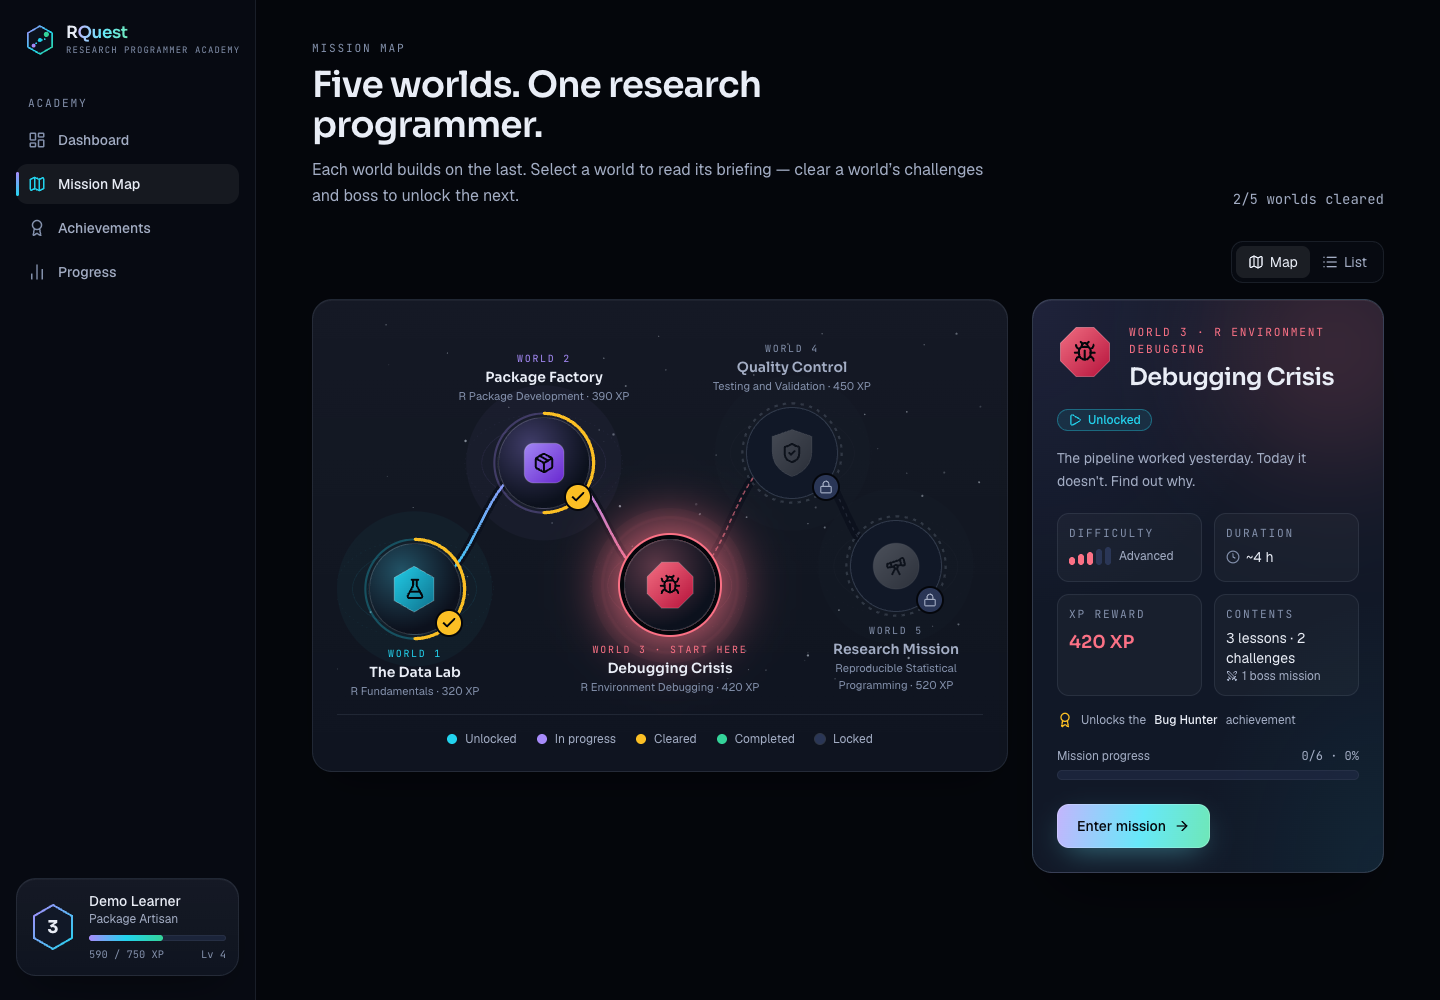 RQuest
RESEARCH PROGRAMMER ACADEMY
ACADEMY
Dashboard
Mission Map
Achievements
Progress
3
Demo Learner
Package Artisan
590 / 750 XP
Lv 4
MISSION MAP
Five worlds. One research
programmer.
Each world builds on the last. Select a world to read its briefing — clear a world's challenges
and boss to unlock the next.
2/5 worlds cleared
Map
List
WORLD 2
Package Factory
R Package Development · 390 XP
WORLD 4
Quality Control
Testing and Validation · 450 XP
WORLD 1
The Data Lab
R Fundamentals · 320 XP
WORLD 3 · START HERE
Debugging Crisis
R Environment Debugging · 420 XP
WORLD 5
Research Mission
Reproducible Statistical
Programming · 520 XP
Unlocked
In progress
Cleared
Completed
Locked
WORLD 3 · R ENVIRONMENT
DEBUGGING
Debugging Crisis
Unlocked
The pipeline worked yesterday. Today it
doesn't. Find out why.
DIFFICULTY
Advanced
DURATION
~4 h
XP REWARD
420 XP
CONTENTS
3 lessons · 2
challenges
1 boss mission
Unlocks the Bug Hunter achievement
Mission progress
0/6 · 0%
Enter mission